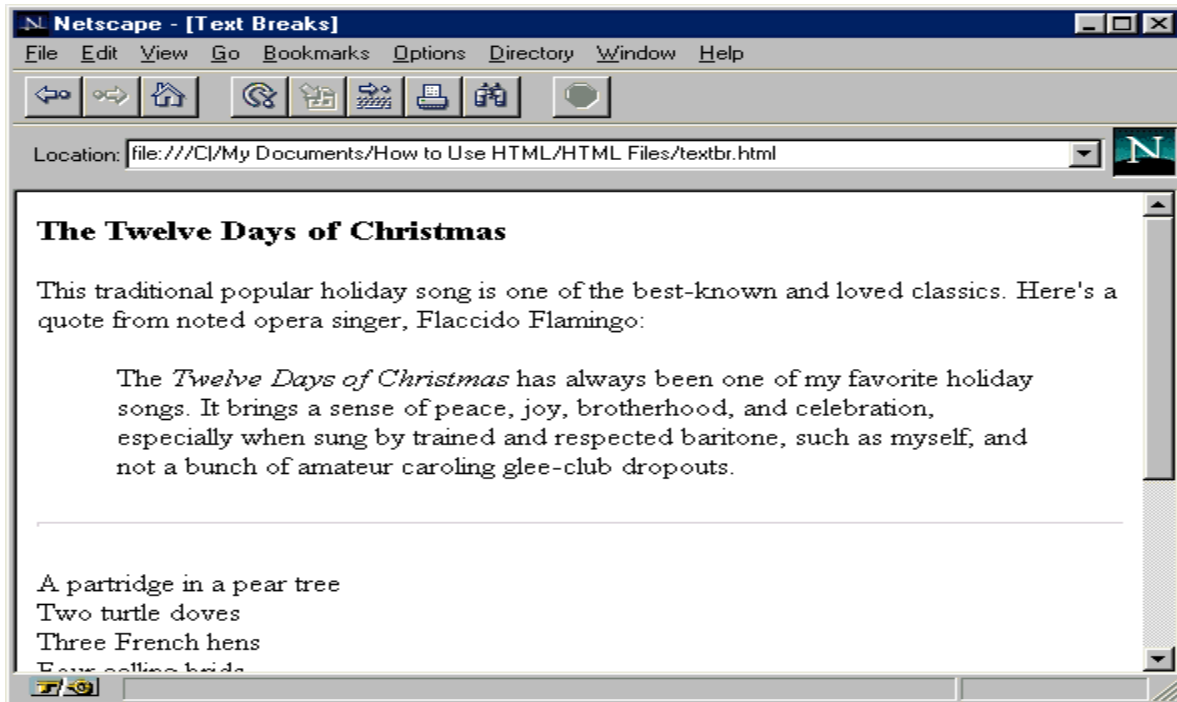 Netscape - [Text Breaks]
File Edit View Go Bookmarks Options Directory Window Help
Location: file:///C|/My Documents/How to Use HTML/HTML Files/textbr.html
N
The Twelve Days of Christmas
This traditional popular holiday song is one of the best-known and loved classics. Here's a
quote from noted opera singer, Flaccido Flamingo:
The Twelve Days of Christmas has always been one of my favorite holiday
songs. It brings a sense of peace, joy, brotherhood, and celebration,
especially when sung by trained and respected baritone, such as myself, and
not a bunch of amateur caroling glee-club dropouts.
A partridge in a pear tree
Two turtle doves
Three French hens
Four calling brids